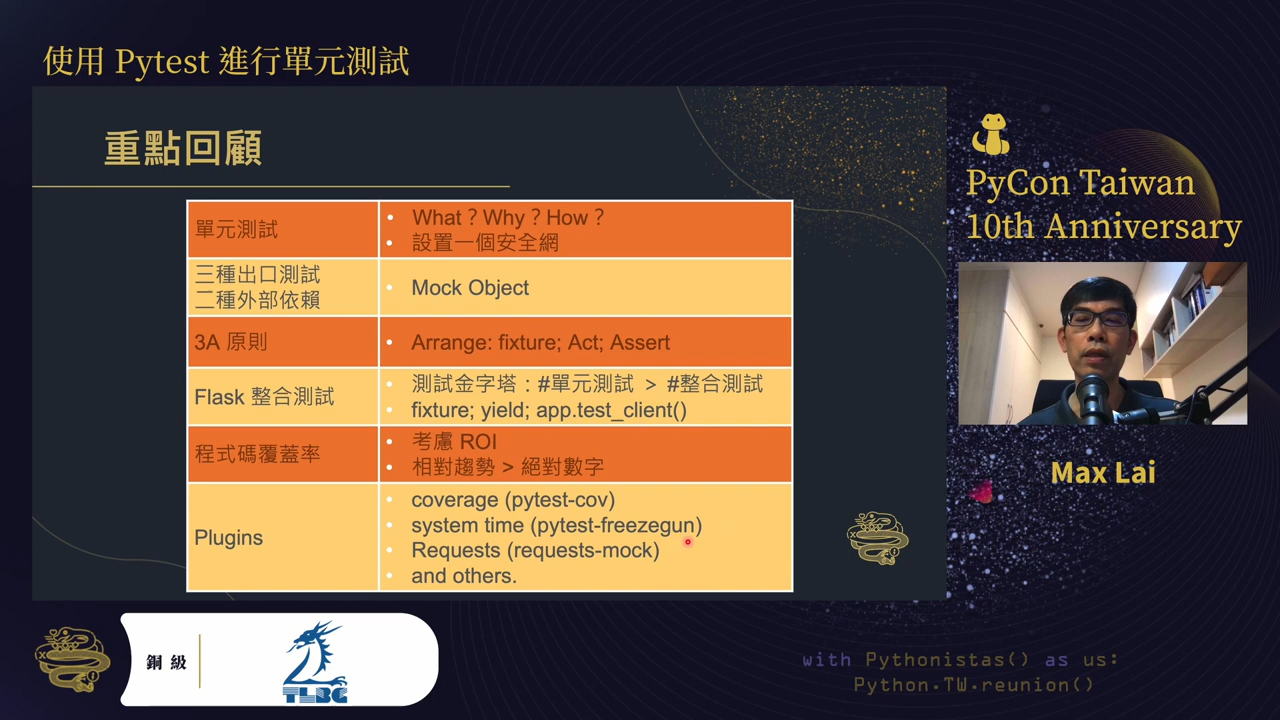 使用 Pytest 進行單元測試
重點回顧
單元測試
• What？Why？How？
• 設置一個安全網
三種出口測試
二種外部依賴
• Mock Object
3A 原則
• Arrange: fixture; Act; Assert
Flask 整合測試
• 測試金字塔：#單元測試 > #整合測試
• fixture; yield; app.test_client()
程式碼覆蓋率
• 考慮 ROI
• 相對趨勢 > 絕對數字
Plugins
• coverage (pytest-cov)
• system time (pytest-freezegun)
• Requests (requests-mock)
• and others.
PyCon Taiwan
10th Anniversary
Max Lai
銅級
TLBG
with Pythonistas() as us:
Python.TW.reunion()